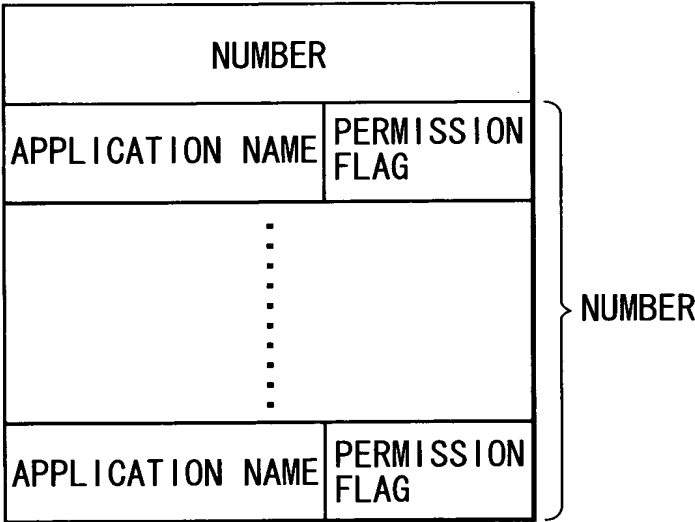 NUMBER
APPLICATION NAME
PERMISSION
FLAG
NUMBER
APPLICATION NAME
PERMISSION
FLAG